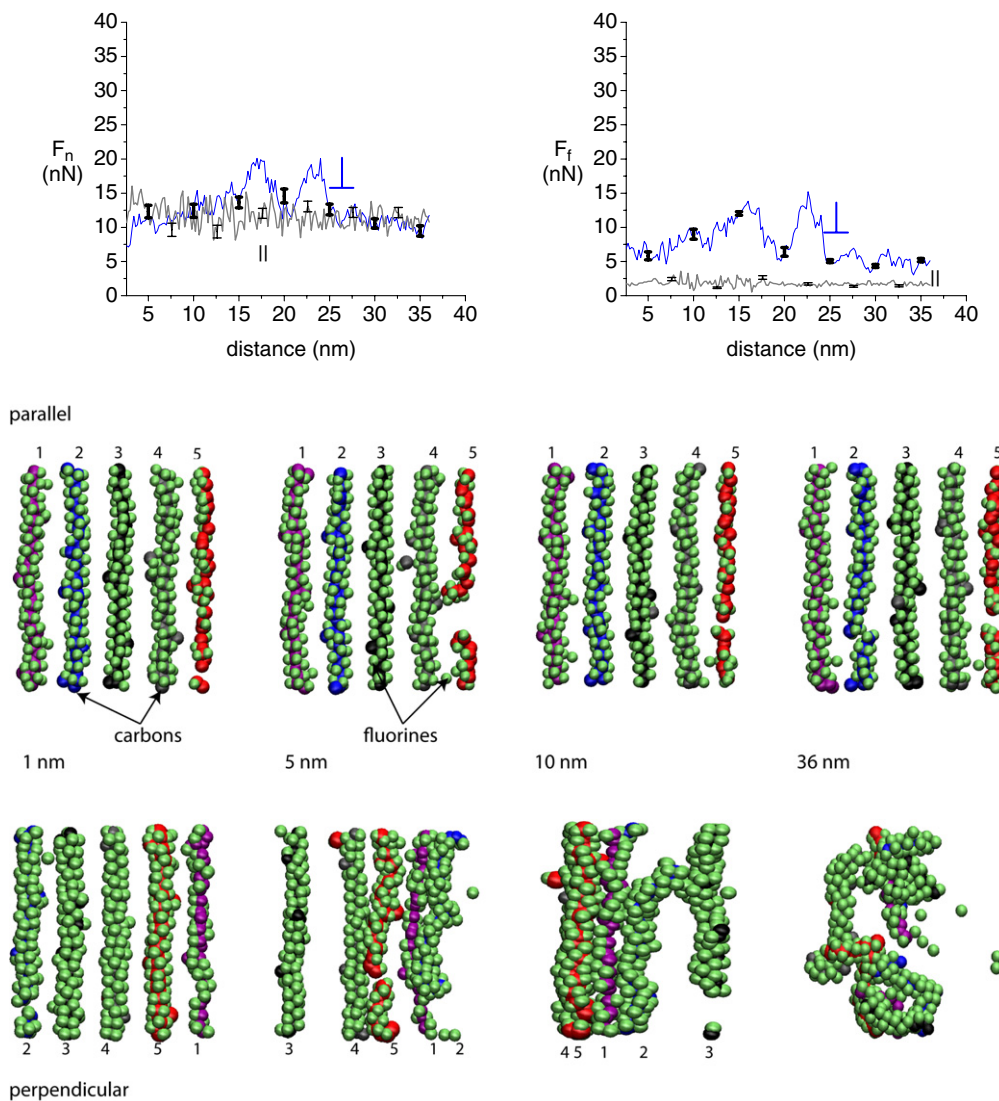 40
35
30
25
20
15
10
5
0
Fn
(nN)
⊥
||
5 10 15 20 25 30 35 40
distance (nm)
40
35
30
25
20
15
10
5
0
Ff
(nN)
⊥
||
5 10 15 20 25 30 35 40
distance (nm)
parallel
1 2 3 4 5
1 2 3 4 5
1 2 3 4 5
1 2 3 4 5
carbons
fluorines
1 nm 5 nm 10 nm 36 nm
2 3 4 5 1
3 4 5 1 2
4 5 1 2 3
perpendicular